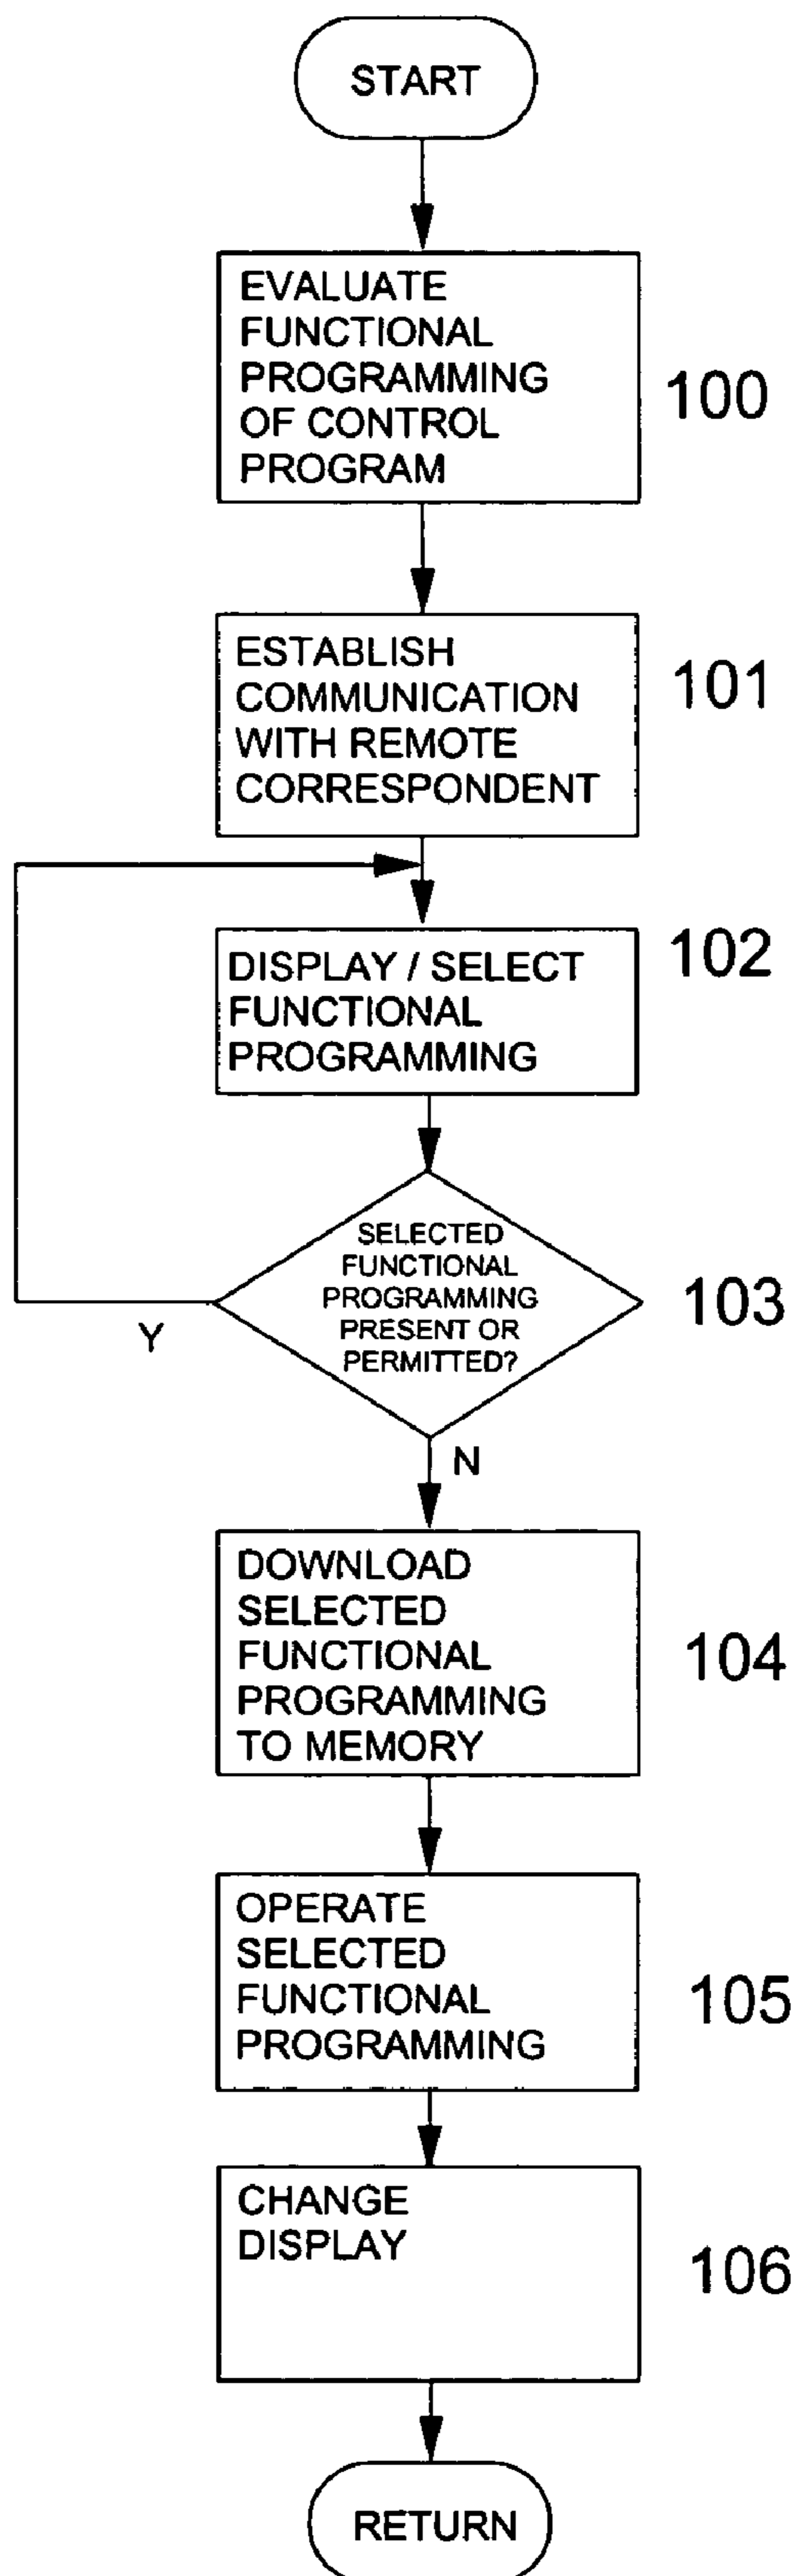 START
EVALUATE
FUNCTIONAL
PROGRAMMING
OF CONTROL
PROGRAM
100
ESTABLISH
COMMUNICATION
WITH REMOTE
CORRESPONDENT
101
DISPLAY / SELECT
FUNCTIONAL
PROGRAMMING
102
SELECTED
FUNCTIONAL
PROGRAMMING
PRESENT OR
PERMITTED?
103
Y
N
DOWNLOAD
SELECTED
FUNCTIONAL
PROGRAMMING
TO MEMORY
104
OPERATE
SELECTED
FUNCTIONAL
PROGRAMMING
105
CHANGE
DISPLAY
106
RETURN